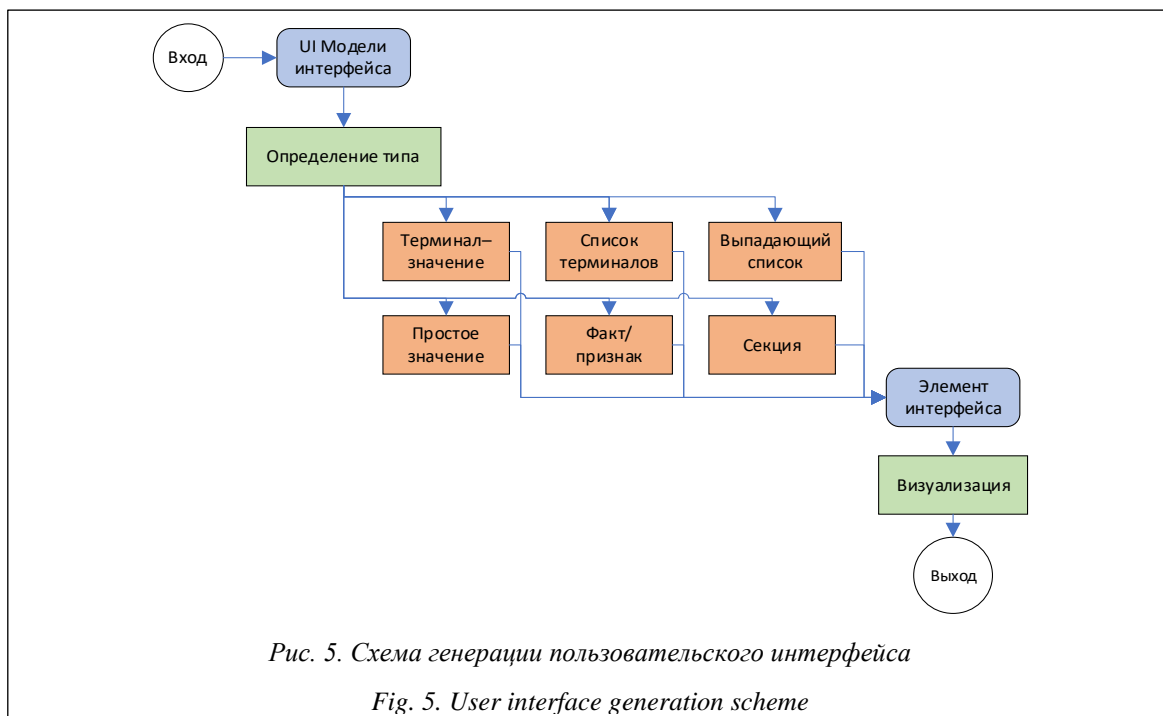 Вход
UI Модели
интерфейса
Определение типа
Терминал–
значение
Список
терминалов
Выпадающий
список
Простое
значение
Факт/
признак
Секция
Элемент
интерфейса
Визуализация
Выход
Рис. 5. Схема генерации пользовательского интерфейса
Fig. 5. User interface generation scheme